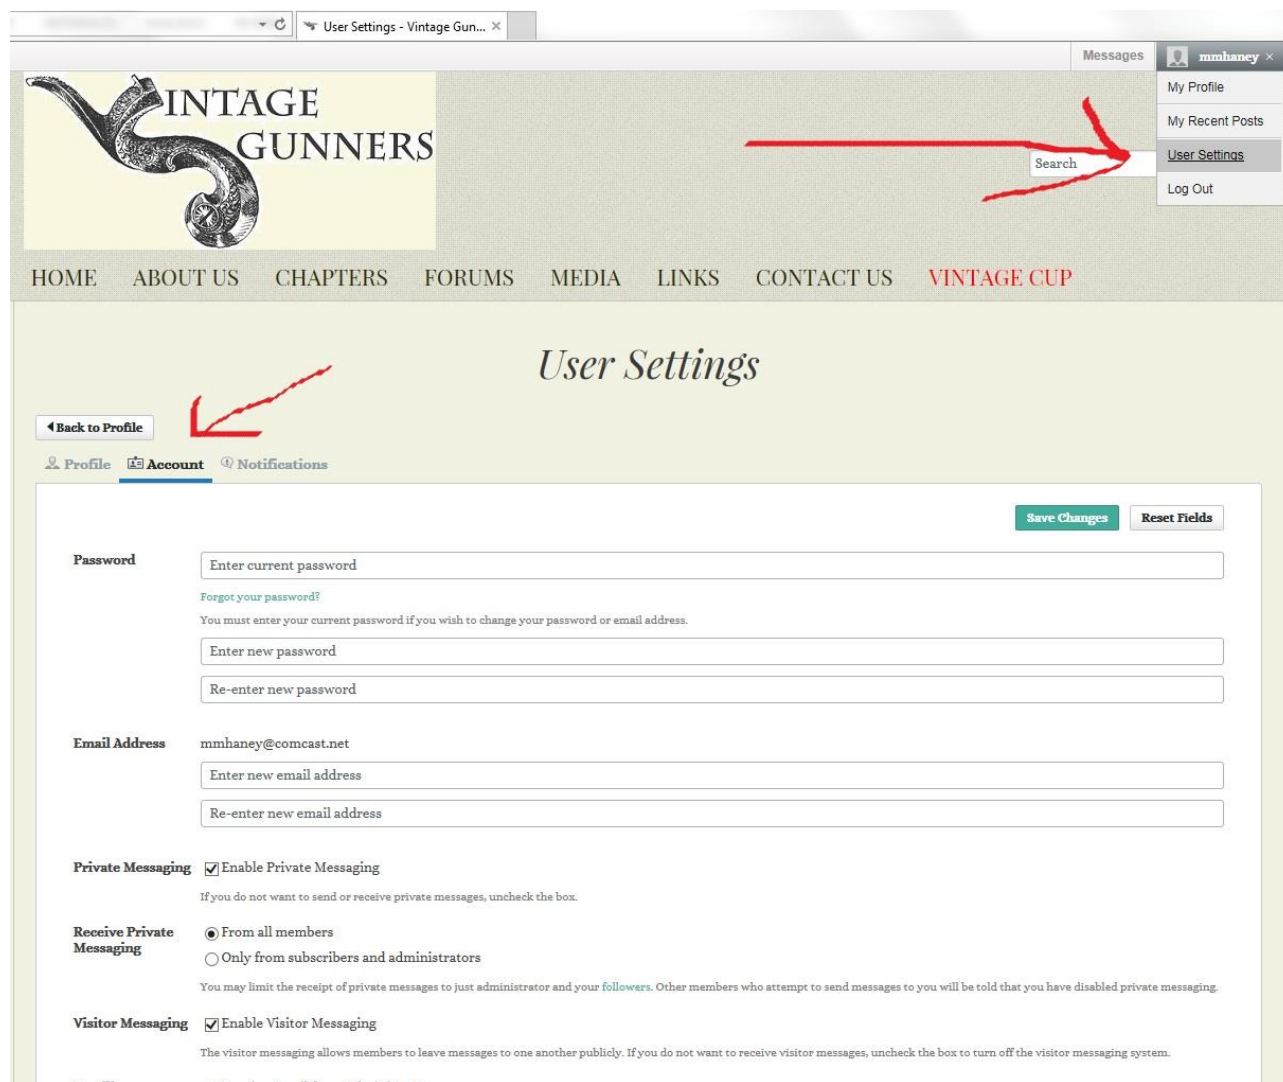 User Settings - Vintage Gun...
Messages
mmhaney
My Profile
My Recent Posts
User Settings
Log Out
VINTAGE
GUNNERS
Search
HOME ABOUT US CHAPTERS FORUMS MEDIA LINKS CONTACT US VINTAGE CUP
User Settings
Back to Profile
Profile Account Notifications
Save Changes Reset Fields
Password
Enter current password
Forgot your password?
You must enter your current password if you wish to change your password or email address.
Enter new password
Re-enter new password
Email Address mmhaney@comcast.net
Enter new email address
Re-enter new email address
Private Messaging Enable Private Messaging
If you do not want to send or receive private messages, uncheck the box.
Receive Private
Messaging
From all members
Only from subscribers and administrators
You may limit the receipt of private messages to just administrator and your followers. Other members who attempt to send messages to you will be told that you have disabled private messaging.
Visitor Messaging Enable Visitor Messaging
The visitor messaging allows members to leave messages to one another publicly. If you do not want to receive visitor messages, uncheck the box to turn off the visitor messaging system.